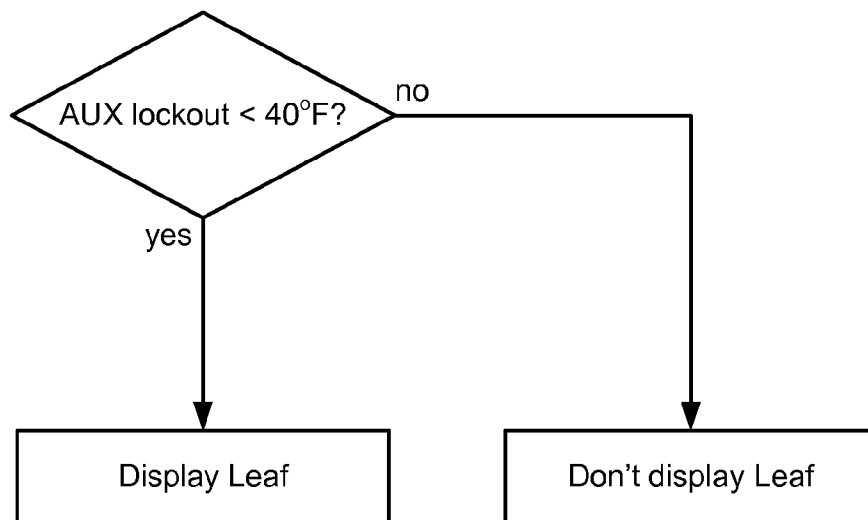 AUX lockout < 40°F?
no
yes
Display Leaf
Don't display Leaf